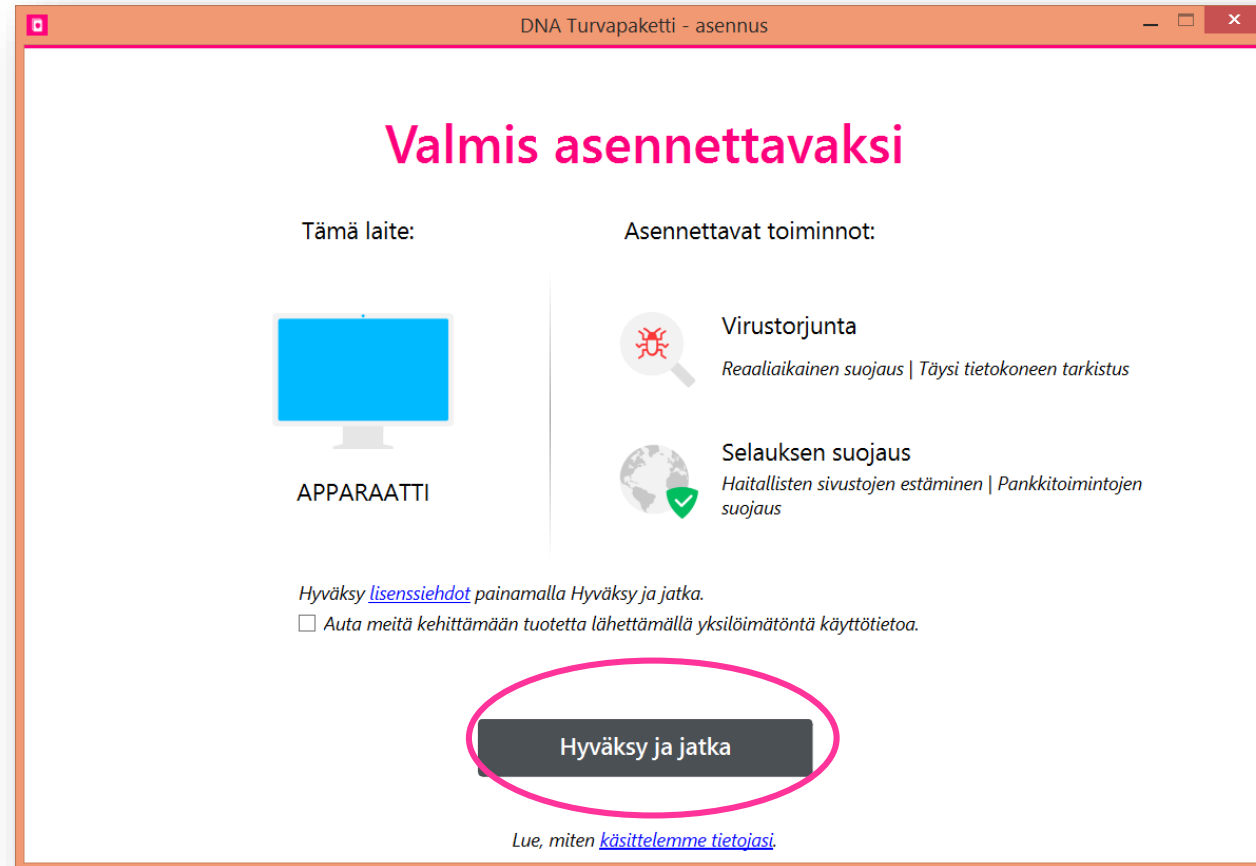 DNA Turvapaketti - asennus
Valmis asennettavaksi
Tämä laite:
Asennettavat toiminnot:
Virustorjunta
Reaaliaikainen suojaus | Täysi tietokoneen tarkistus
Selauksen suojaus
Haitallisten sivustojen estäminen | Pankkitoimintojen
suojaus
APPARAATTI
Hyväksy lisenssiehdot painamalla Hyväksy ja jatka.
Auta meitä kehittämään tuotetta lähettämällä yksilöimätöntä käyttötietoa.
Hyväksy ja jatka
Lue, miten käsittelemme tietojasi.